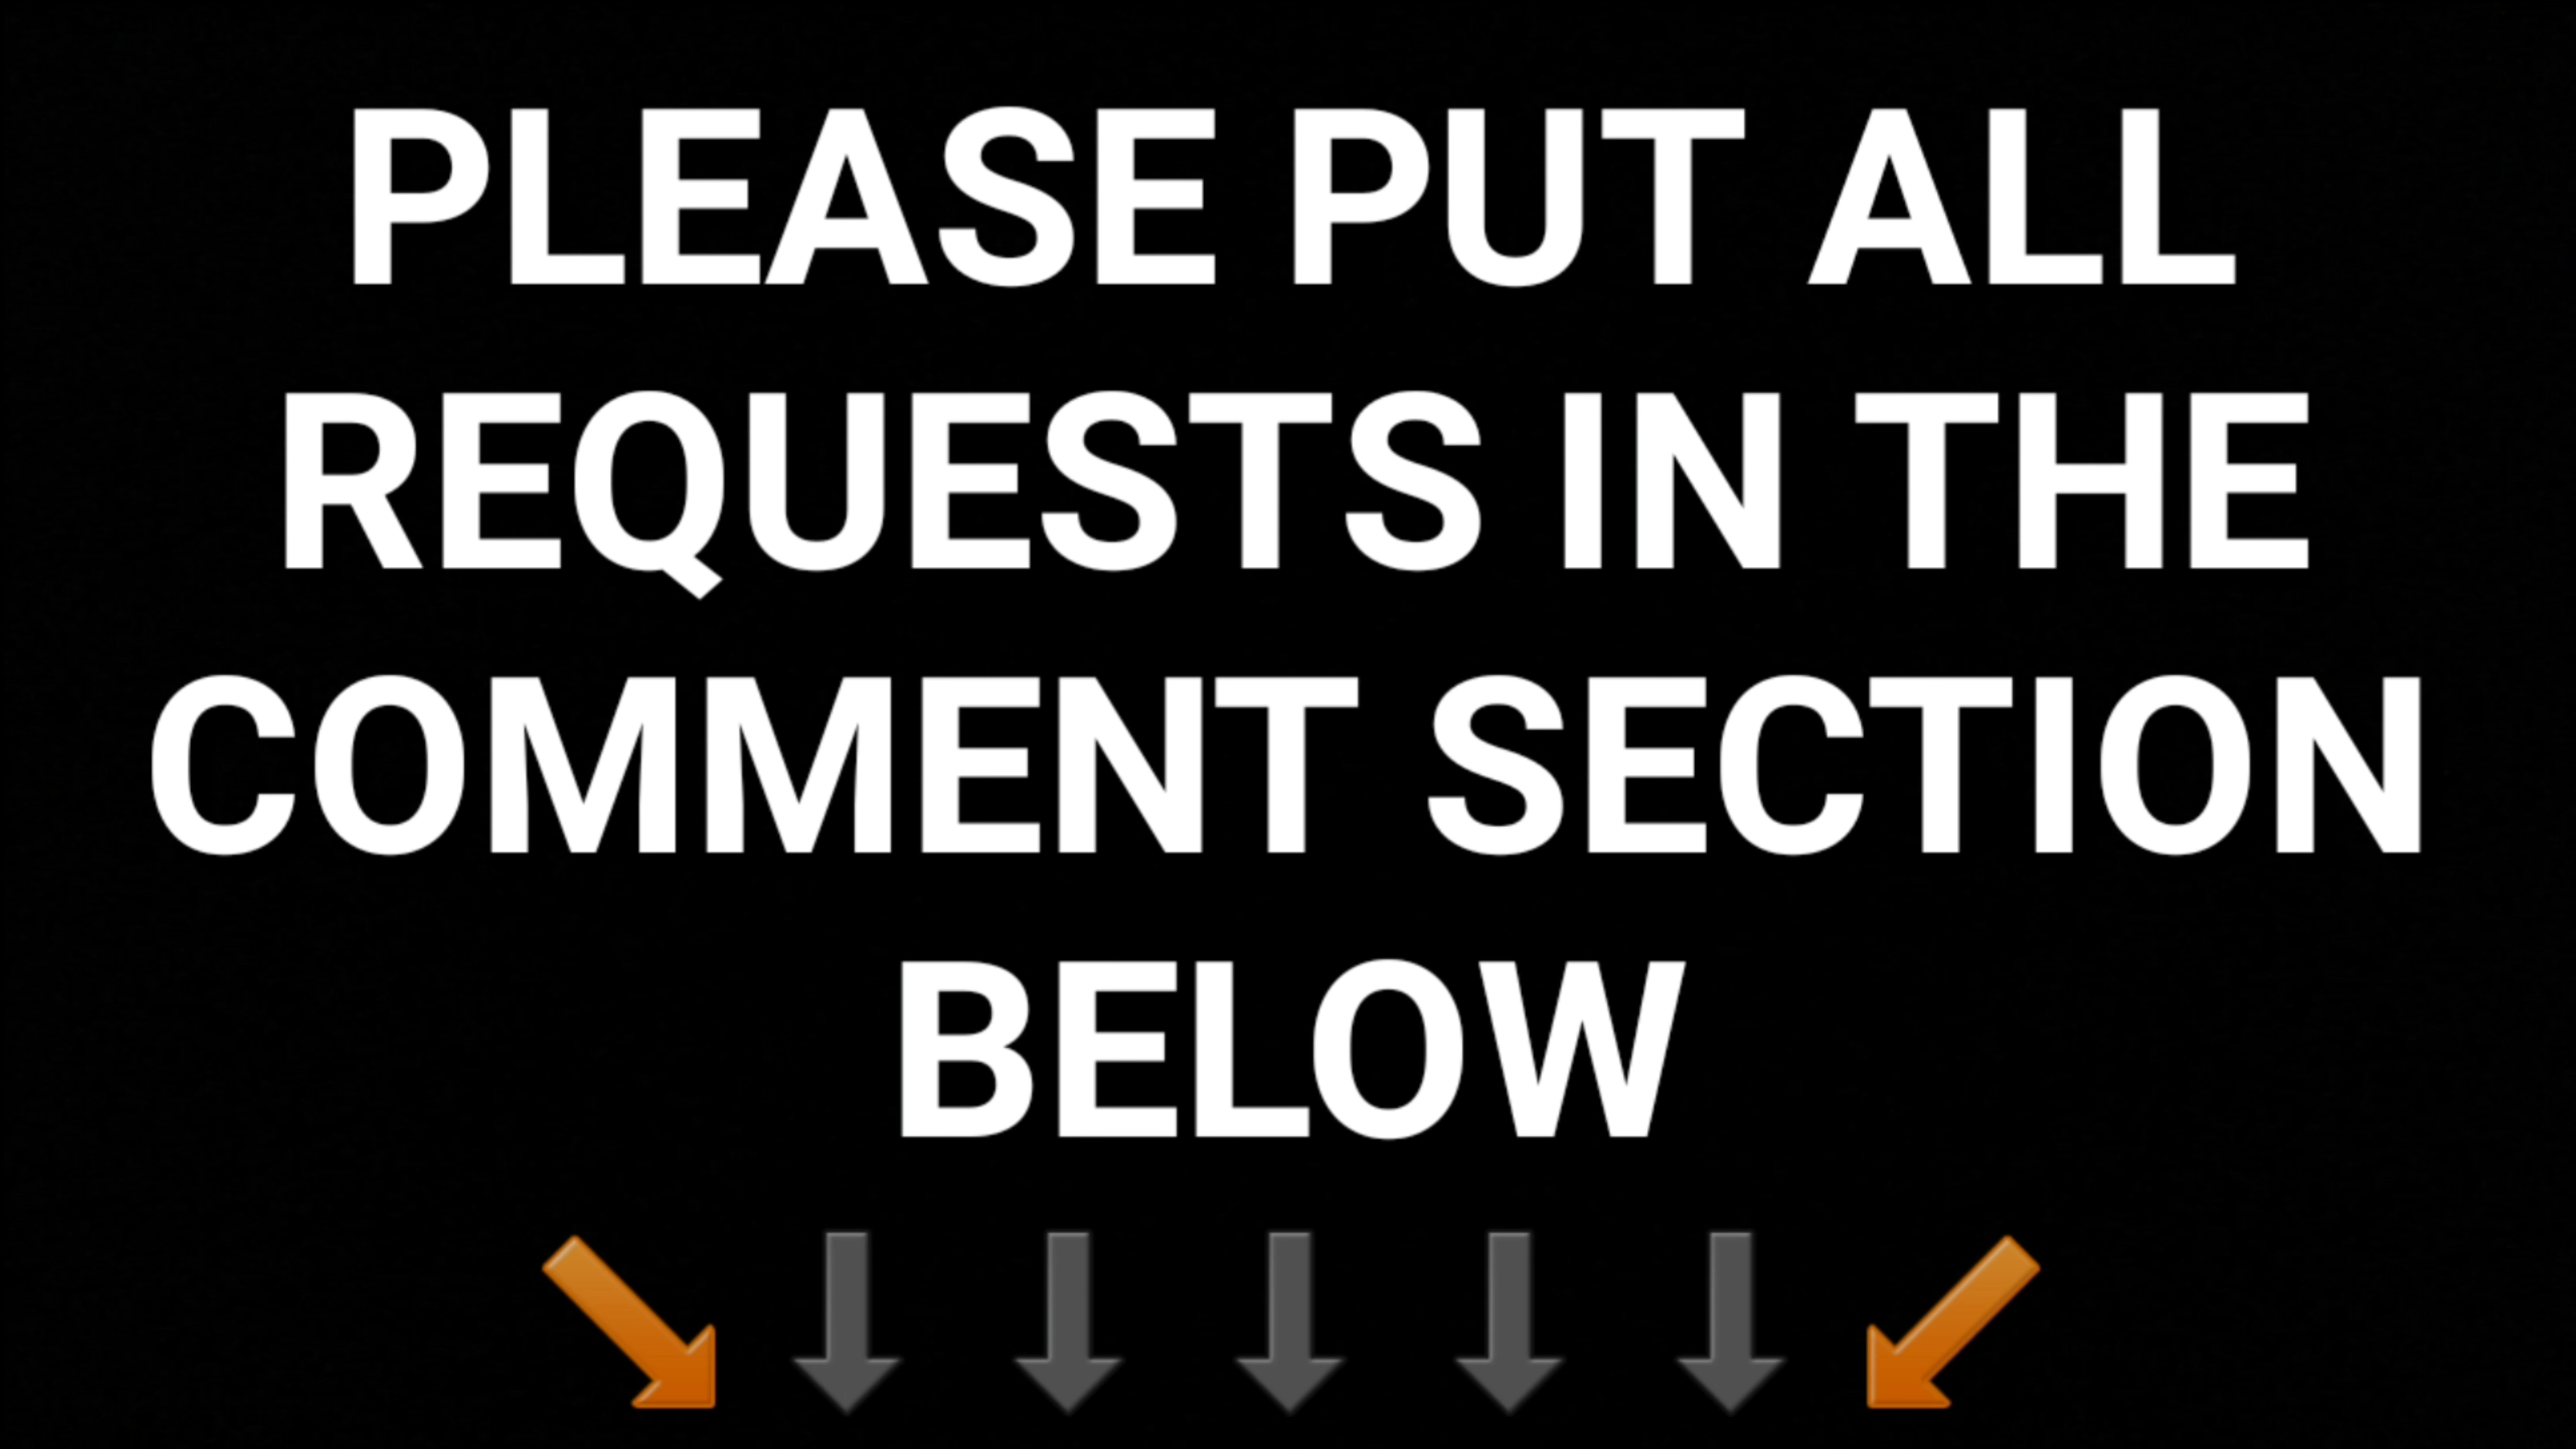 PLEASE PUT ALL
REQUESTS IN THE
COMMENT SECTION
BELOW